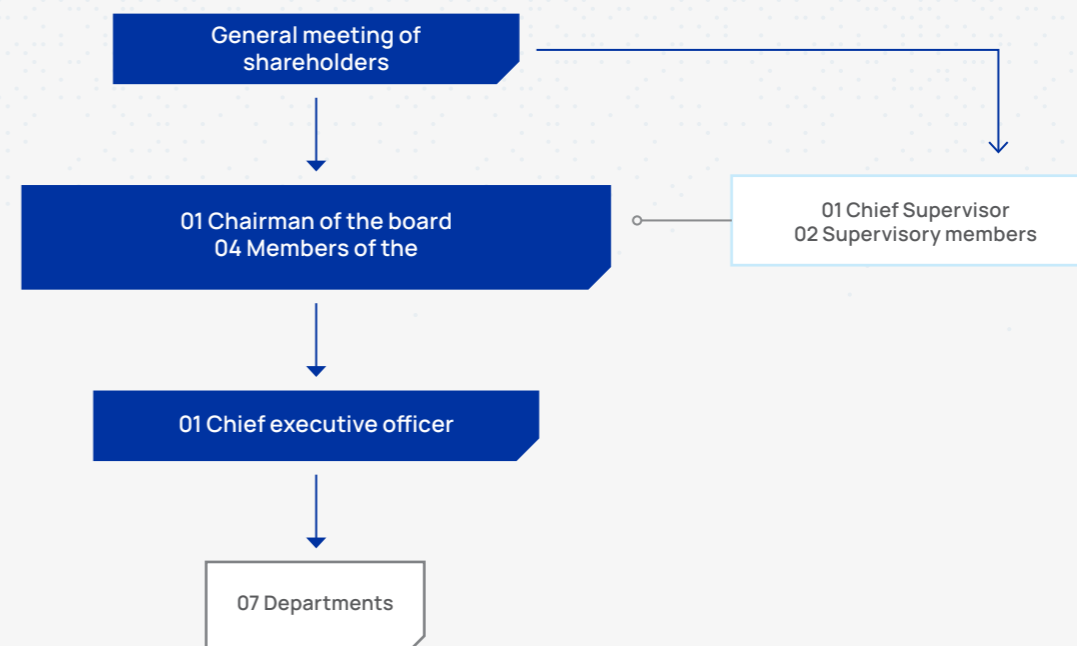 General meeting of
shareholders
01 Chairman of the board
04 Members of the
01 Chief Supervisor
02 Supervisory members
01 Chief executive officer
07 Departments